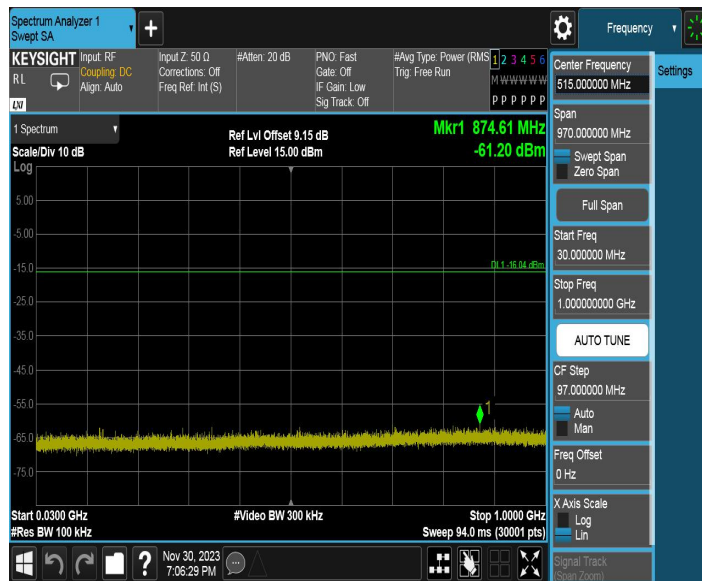 Spectrum Analyzer 1
Swept SA
Frequency
KEYSIGHT
RL
LXI
Input: RF
Coupling: DC
Align: Auto
Input Z: 50 Ω
Corrections: Off
Freq Ref: Int (S)
#Atten: 20 dB
PNO: Fast
Gate: Off
IF Gain: Low
Sig Track: Off
#Avg Type: Power (RMS
Trig: Free Run
1 2 3 4 5 6
M W W W W W
P P P P P P
1 Spectrum
Scale/Div 10 dB
Ref Lvl Offset 9.15 dB
Ref Level 15.00 dBm
Mkr1 874.61 MHz
-61.20 dBm
Log
5.00
-5.00
-15.0
DL1 -16.04 dBm
-25.0
-35.0
-45.0
-55.0
1
-65.0
-75.0
Start 0.0300 GHz
#Video BW 300 kHz
Stop 1.0000 GHz
#Res BW 100 kHz
Sweep 94.0 ms (30001 pts)
?
Nov 30, 2023
7:06:29 PM
Center Frequency
515.000000 MHz
Settings
Span
970.000000 MHz
Swept Span
Zero Span
Full Span
Start Freq
30.000000 MHz
Stop Freq
1.000000000 GHz
AUTO TUNE
CF Step
97.000000 MHz
Auto
Man
Freq Offset
0 Hz
X Axis Scale
Log
Lin
Signal Track
(Span Zoom)